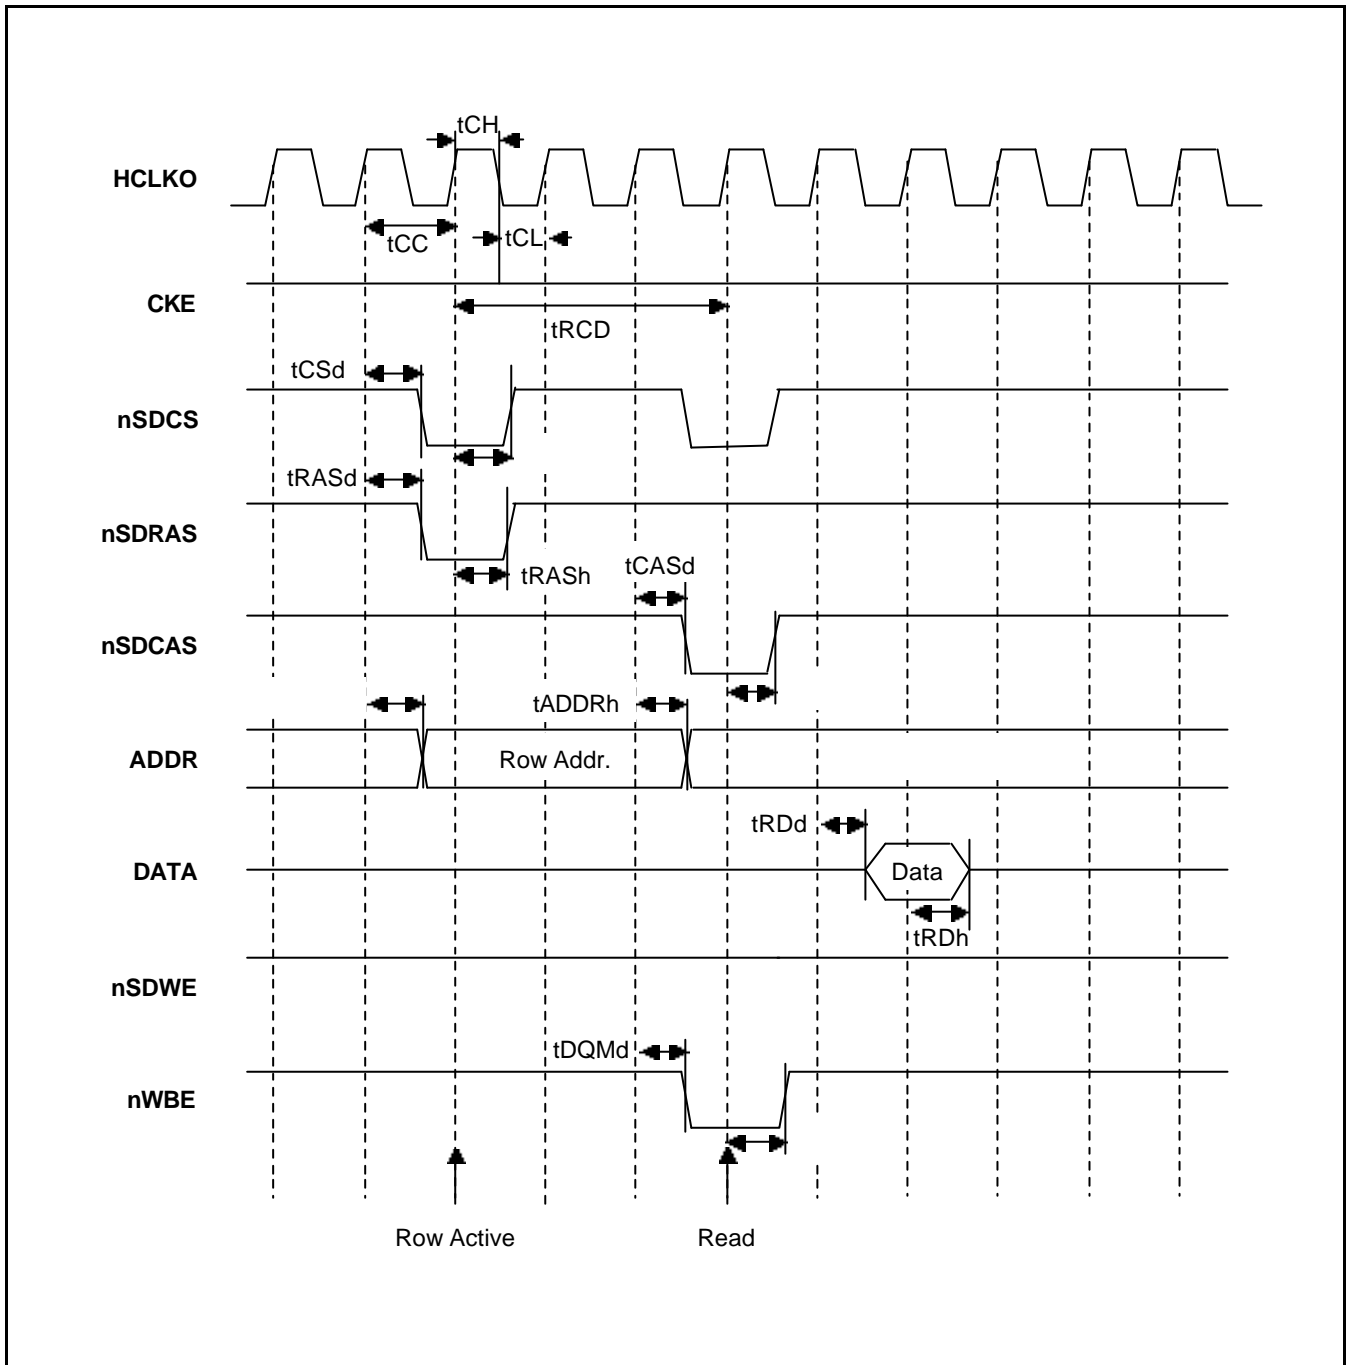 tCH
HCLKO
tCC
tCL
CKE
tRCD
tCSd
nSDCS
tRASd
nSDRAS
tRASh
tCASd
nSDCAS
tADDRh
ADDR
Row Addr.
tRDd
DATA
Data
tRDh
nSDWE
tDQMd
nWBE
Row Active
Read